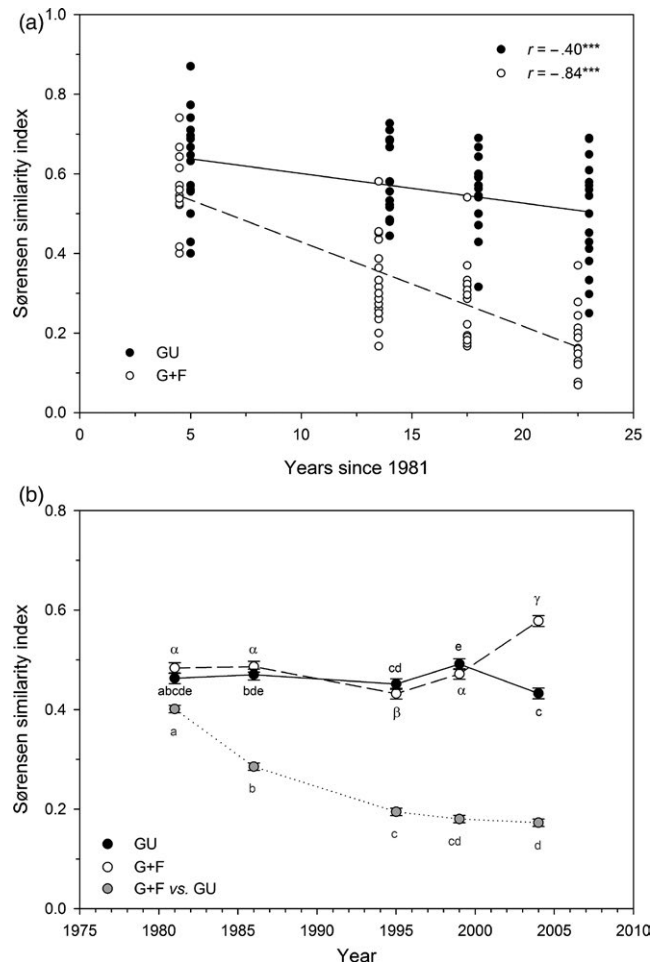 (a)
1.0
0.8
0.6
0.4
0.2
0.0
Sørensen similarity index
r = –.40***
r = –.84***
GU
G+F
0 5 10 15 20 25
Years since 1981
(b)
0.8
0.6
0.4
0.2
0.0
Sørensen similarity index
γ
α α e
cd
abcde bde β α c
a
b
c cd d
GU
G+F
G+F vs. GU
1975 1980 1985 1990 1995 2000 2005 2010
Year